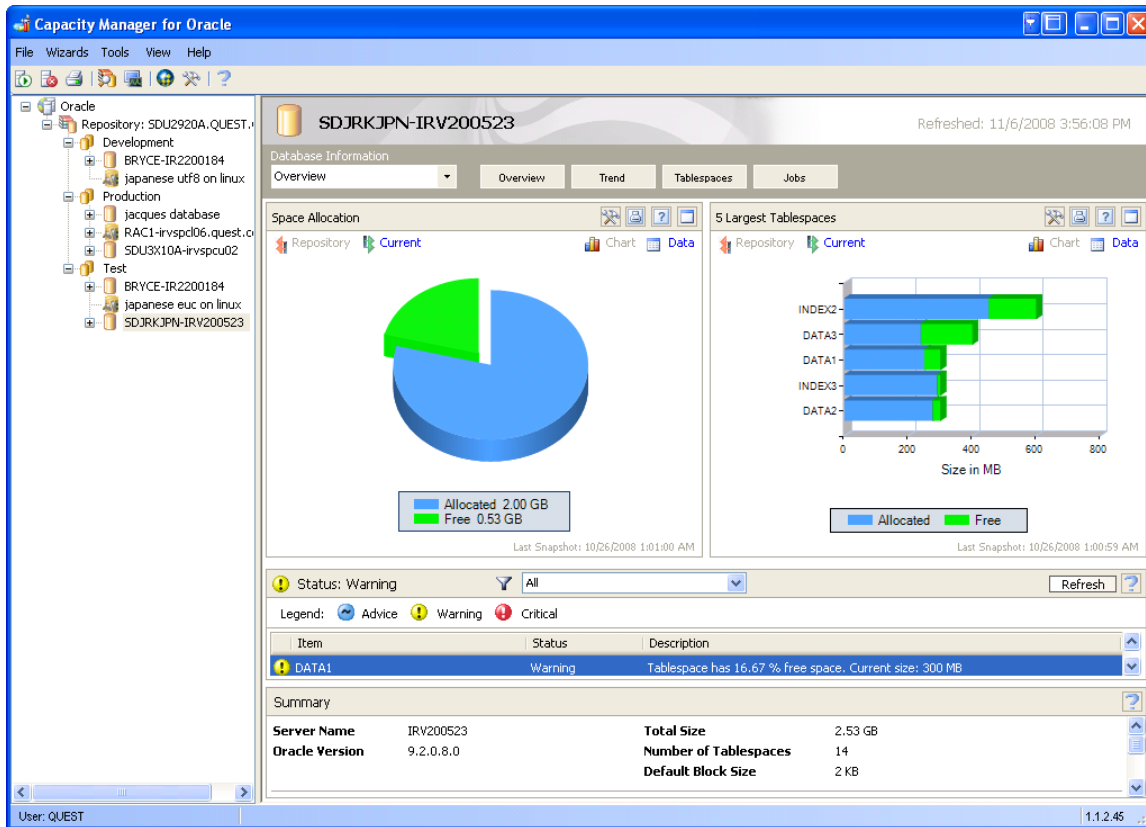 Capacity Manager for Oracle
File Wizards Tools View Help
Oracle
Repository: SDU2920A.QUEST.
Development
BRYCE-IR2200184
japanese utf8 on linux
Production
jacques database
RAC1-irvspcl06.quest.c
SDU3X10A-irvspcu02
Test
BRYCE-IR2200184
japanese euc on linux
SDJRKJPN-IRV200523
SDJRKJPN-IRV200523
Refreshed: 11/6/2008 3:56:08 PM
Database Information
Overview
Overview Trend Tablespaces Jobs
Space Allocation
Repository Current Chart Data
Allocated 2.00 GB
Free 0.53 GB
Last Snapshot: 10/26/2008 1:01:00 AM
5 Largest Tablespaces
Repository Current Chart Data
INDEX2
DATA3
DATA1
INDEX3
DATA2
0 200 400 600 800
Size in MB
Allocated Free
Last Snapshot: 10/26/2008 1:00:59 AM
Status: Warning All Refresh
Legend: Advice Warning Critical
Item Status Description
DATA1 Warning Tablespace has 16.67 % free space. Current size: 300 MB
Summary
Server Name IRV200523 Total Size 2.53 GB
Oracle Version 9.2.0.8.0 Number of Tablespaces 14
Default Block Size 2 KB
User: QUEST 1.1.2.45